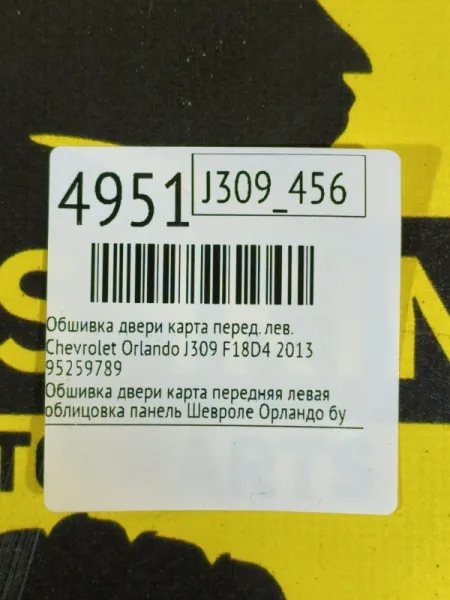 4951
J309_456
Обшивка двери карта перед. лев.
Chevrolet Orlando J309 F18D4 2013
95259789
Обшивка двери карта передняя левая
облицовка панель Шевроле Орландо бу